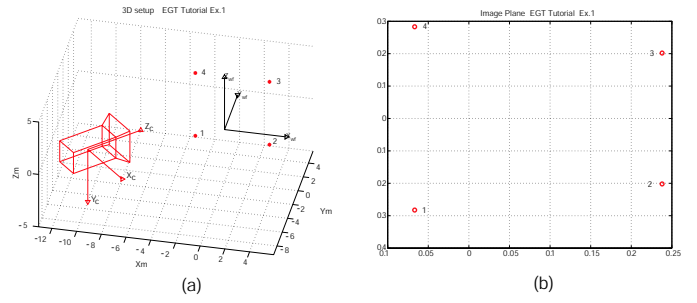 3D setup EGT Tutorial Ex.1
4
3
Z wf
Y wf
X wf
1
2
Z C
X C
Y C
5
0
-5
Zm
-12 -10 -8 -6 -4 -2 0 2 4
Xm
4
2
0
-2
-4
-6
-8
Ym
(a)
Image Plane EGT Tutorial Ex.1
0.3
0.2
0.1
0
0.1
0.2
0.3
0.4
4
3
2
1
0.1 0.05 0 0.05 0.1 0.15 0.2 0.25
(b)